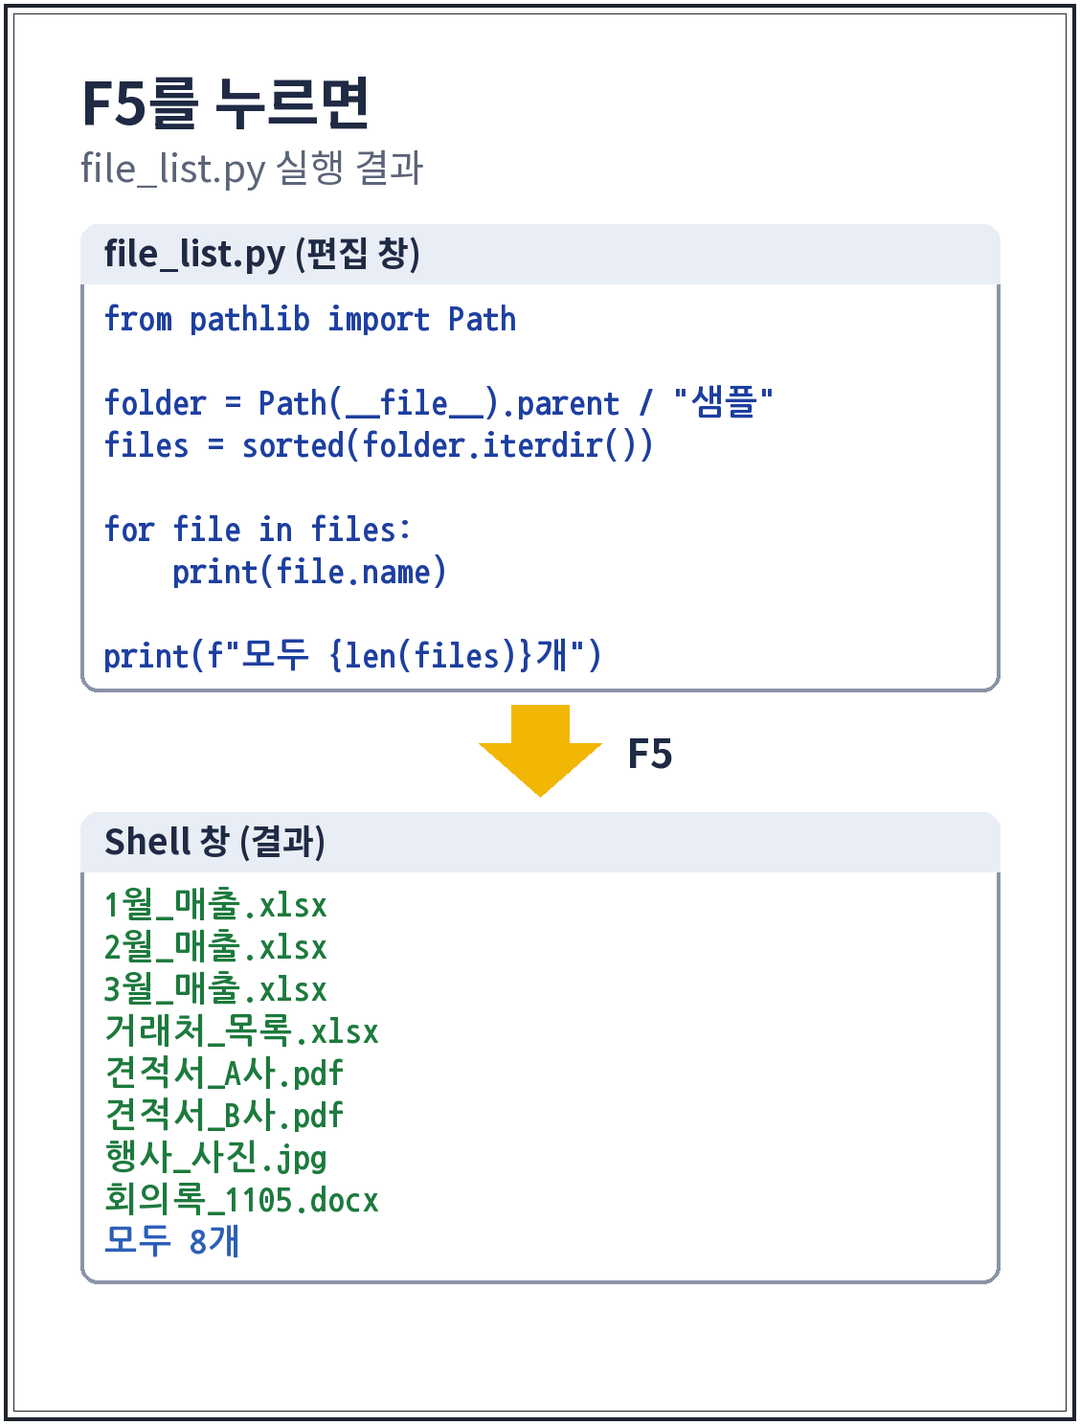 F5를 누르면
file_list.py 실행 결과
file_list.py (편집 창)
from pathlib import Path
folder = Path(__file__).parent / "샘플"
files = sorted(folder.iterdir())
for file in files:
    print(file.name)
print(f"모두 {len(files)}개")
F5
Shell 창 (결과)
1월_매출.xlsx
2월_매출.xlsx
3월_매출.xlsx
거래처_목록.xlsx
견적서_A사.pdf
견적서_B사.pdf
행사_사진.jpg
회의록_1105.docx
모두 8개